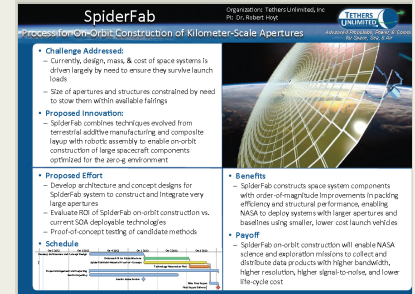 SpiderFab
Organization: Tethers Unlimited, Inc
PI: Dr. Robert Hoyt
Process for On-Orbit Construction of Kilometer-Scale Apertures
TETHERS
UNLIMITED
Advanced Propulsion, Power, & Comm
for Space, Sea, & Air
• Challenge Addressed:
– Currently, design, mass, & cost of space systems is
driven largely by need to ensure they survive launch
loads
– Size of apertures and structures constrained by need
to stow them within available fairings
• Proposed Innovation:
– SpiderFab combines techniques evolved from
terrestrial additive manufacturing and composite
layup with robotic assembly to enable on-orbit
construction of large spacecraft components
optimized for the zero-g environment
• Proposed Effort
– Develop architecture and concept designs for
SpiderFab system to construct and integrate very
large apertures
– Evaluate ROI of SpiderFab on-orbit construction vs.
current SOA deployable technologies
– Proof-of-concept testing of candidate methods
• Schedule
• Benefits
– SpiderFab constructs space system components
with order-of-magnitude improvements in packing
efficiency and structural performance, enabling
NASA to deploy systems with larger apertures and
baselines using smaller, lower cost launch vehicles
• Payoff
– SpiderFab on-orbit construction will enable NASA
science and exploration missions to collect and
distribute data products with higher bandwidth,
higher resolution, higher signal-to-noise, and lower
life-cycle cost